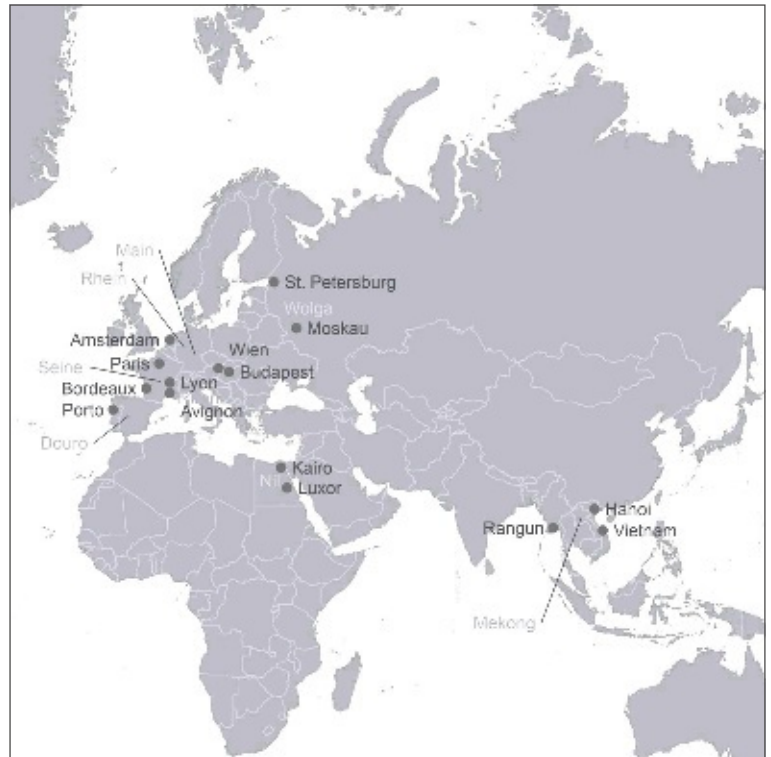 Main
Rhein
St. Petersburg
Wolga
Moskau
Amsterdam
Wien
Paris
Seine
Budapest
Lyon
Bordeaux
Porto
Avignon
Douro
Kairo
Nil
Luxor
Hanoi
Rangun
Vietnam
Mekong